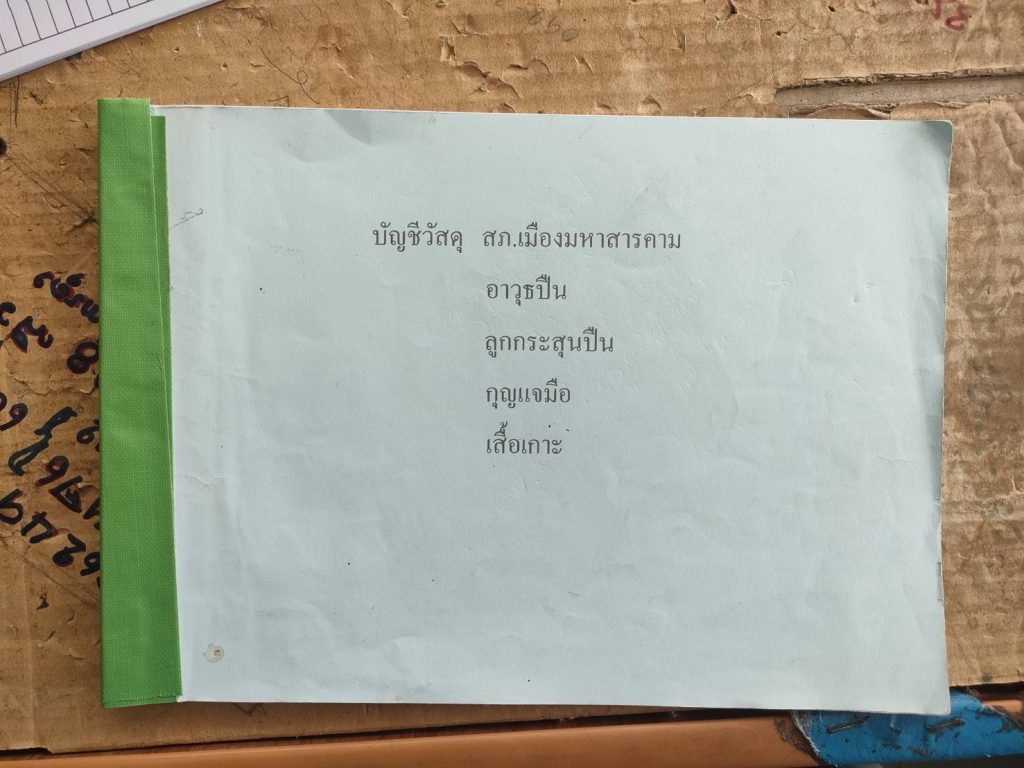 บัญชีวัสดุ สภ.เมืองมหาสารคาม
อาวุธปืน
ลูกกระสุนปืน
กุญแจมือ
เสื้อเกาะ